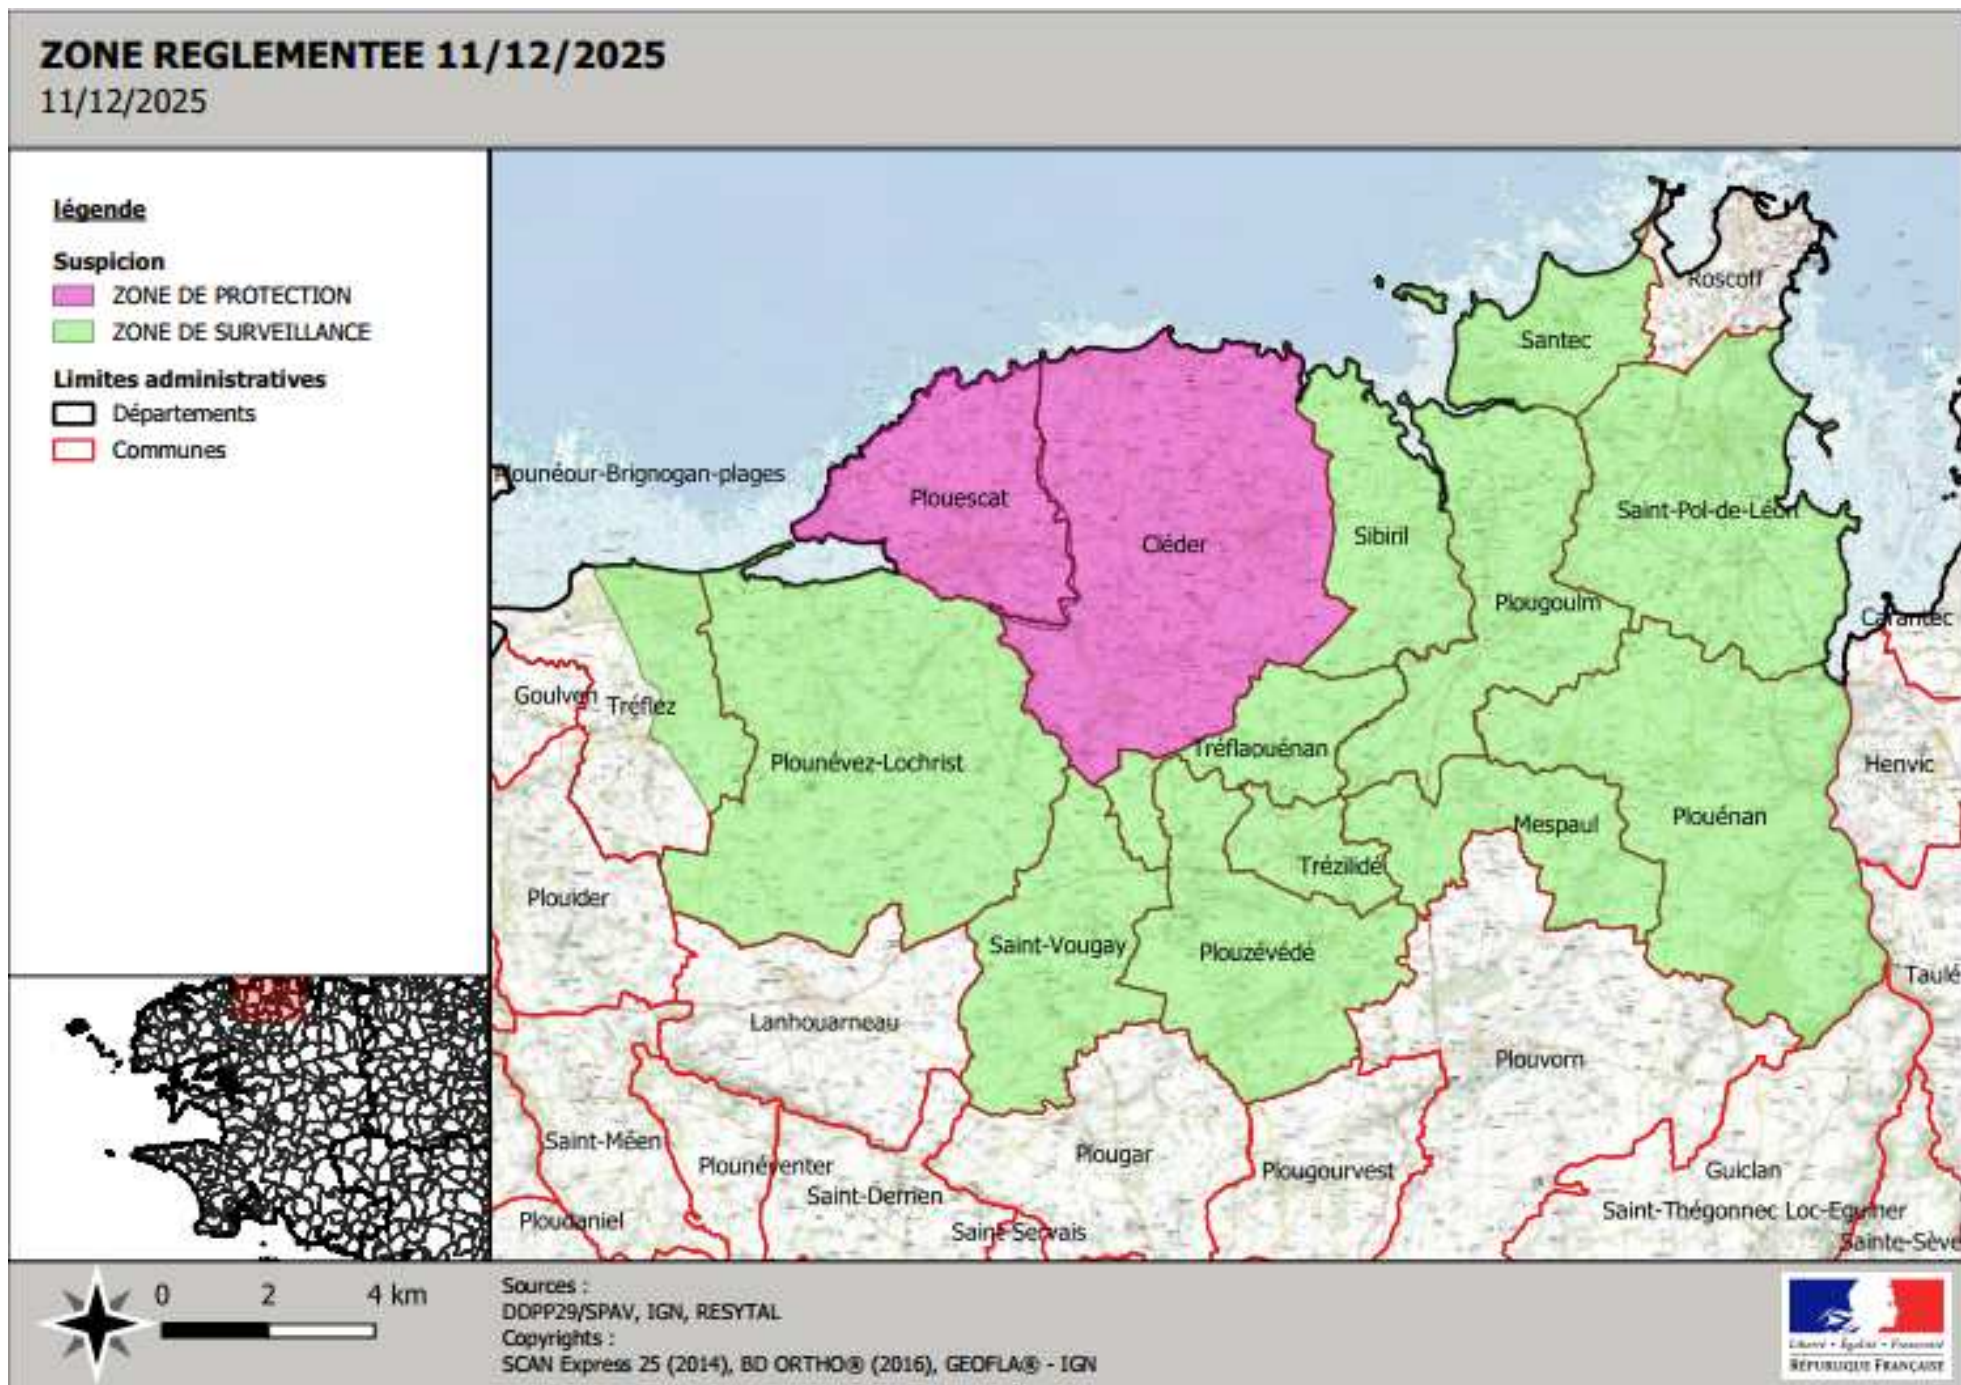 ZONE REGLEMENTEE 11/12/2025
11/12/2025
légende
Suspicion
ZONE DE PROTECTION
ZONE DE SURVEILLANCE
Limites administratives
Départements
Communes
Roscoff
Santec
Plounéour-Brignogan-plages
Plouescat
Saint-Pol-de-Léon
Cléder
Sibiril
Plougoulm
Carantec
Goulven
Tréflez
Plounévez-Lochrist
Tréflaouénan
Henvic
Mespaul
Plouénan
Trézilidé
Plouider
Saint-Vougay
Plouzévédé
Taulé
Lanhouarneau
Plouvorn
Saint-Méen
Plounéventer
Plougar
Plougourvest
Guiclan
Saint-Derrien
Saint-Thégonnec Loc-Eguiner
Ploudaniel
Saint-Servais
Sainte-Sève
0 2 4 km
Sources :
DDPP29/SPAV, IGN, RESYTAL
Copyrights :
SCAN Express 25 (2014), BD ORTHO® (2016), GEOFLA® - IGN
Liberté • Égalité • Fraternité
RÉPUBLIQUE FRANÇAISE